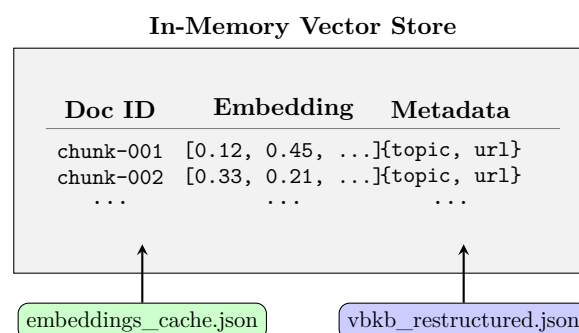 In-Memory Vector Store
Doc ID Embedding Metadata
chunk-001 [0.12, 0.45, ...]{topic, url}
chunk-002 [0.33, 0.21, ...]{topic, url}
... ... ...
embeddings_cache.json vbkb_restructured.json